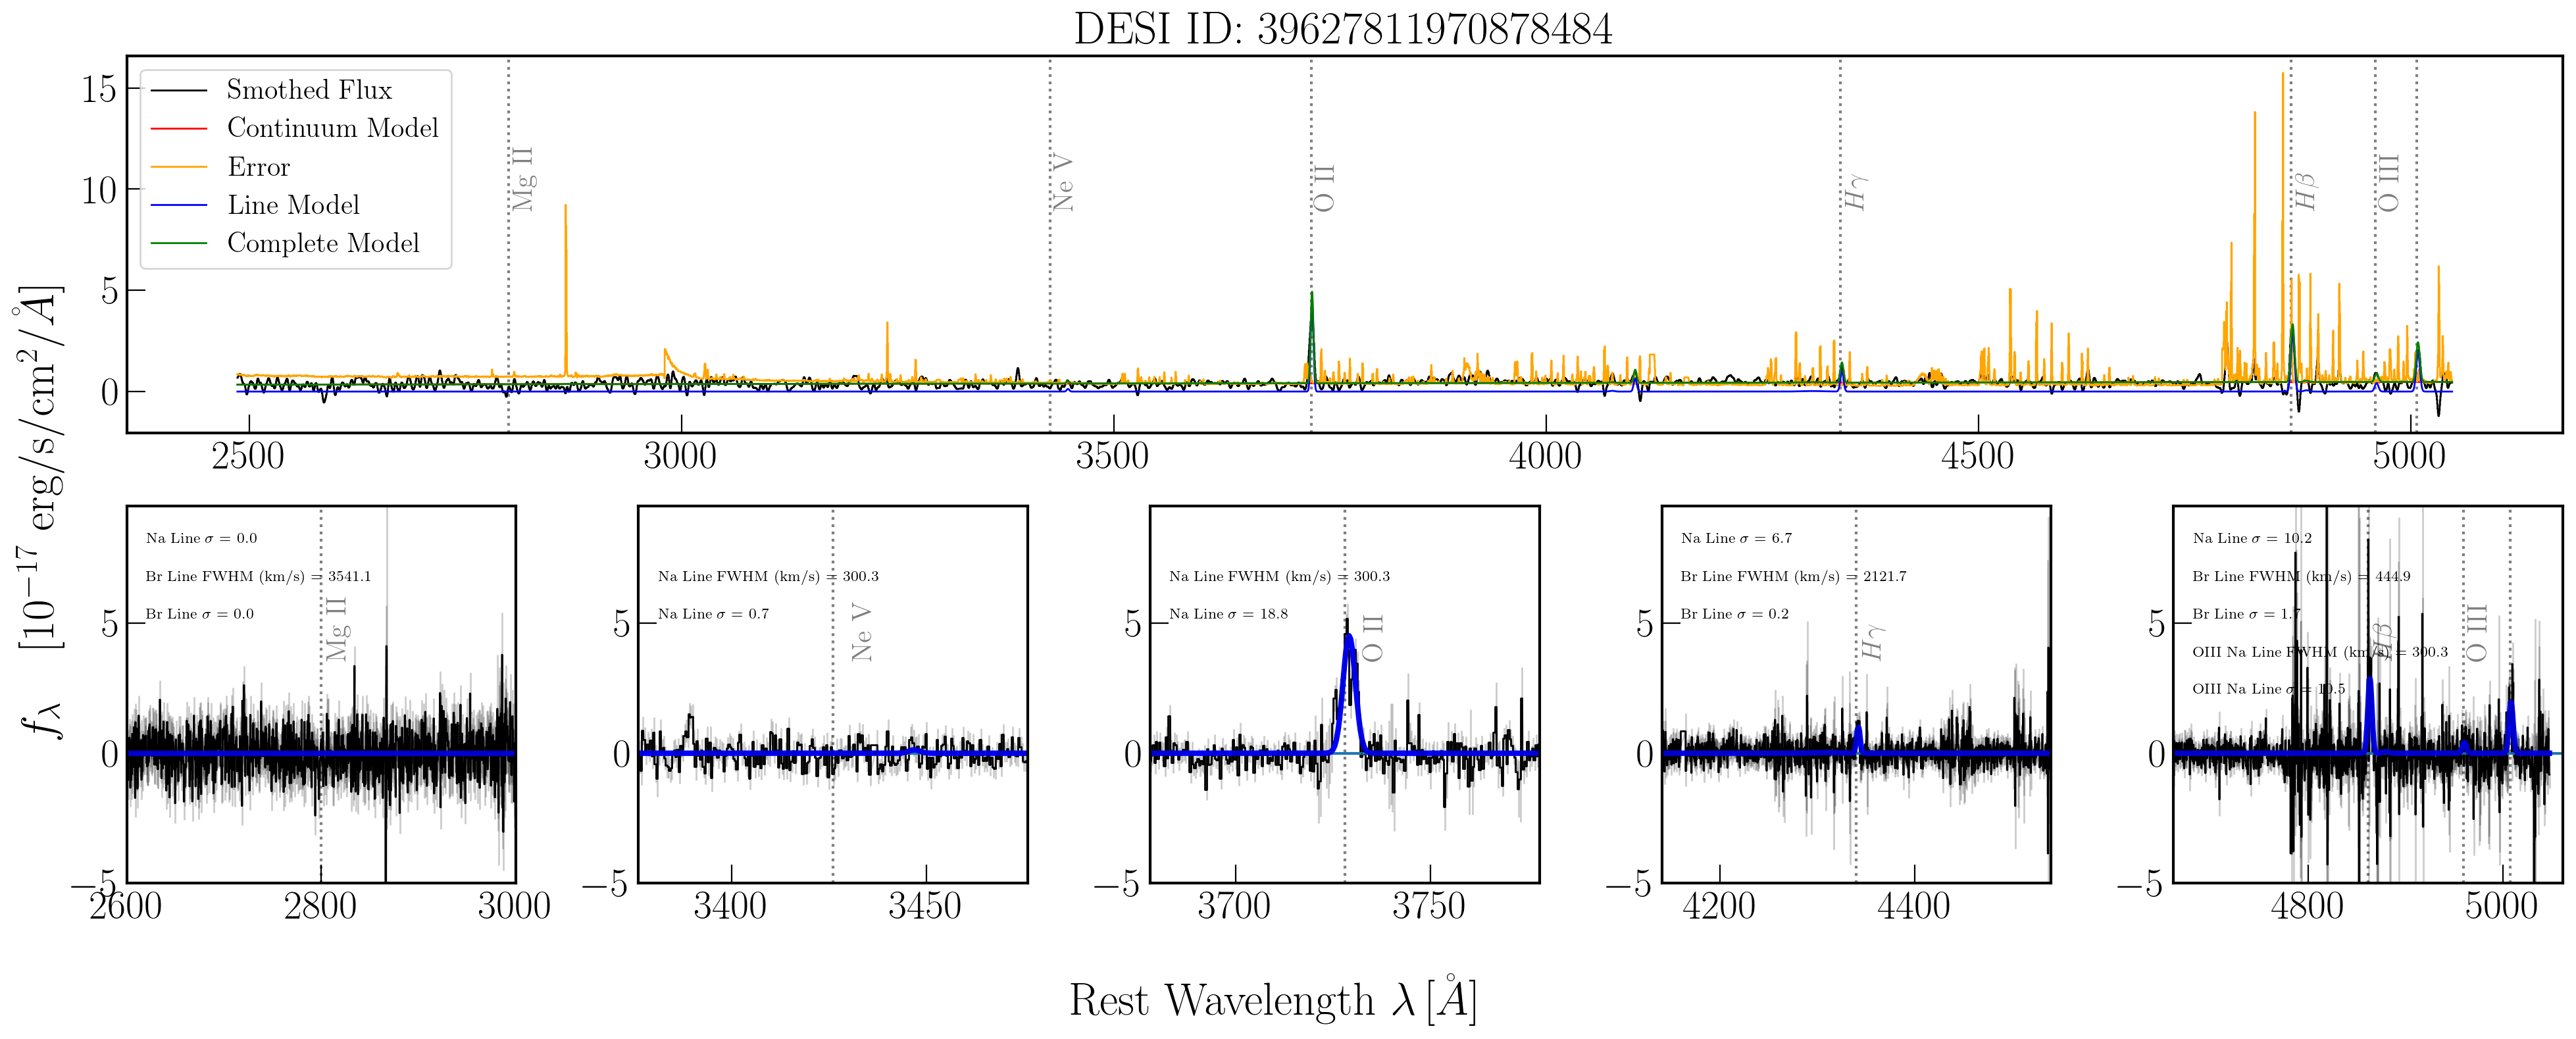 DESI ID: 39627811970878484
15
10
5
0
Smothed Flux
Continuum Model
Error
Line Model
Complete Model
Mg II
Ne V
O II
Hγ
Hβ
O III
2500 3000 3500 4000 4500 5000
f_λ [10^{-17} erg/s/cm^2/Å]
Na Line σ = 0.0
Br Line FWHM (km/s) = 3541.1
Br Line σ = 0.0
Mg II
0
−5
2600 2800 3000
Na Line FWHM (km/s) = 300.3
Na Line σ = 0.7
Ne V
5
0
−5
3400 3450
Na Line FWHM (km/s) = 300.3
Na Line σ = 18.8
O II
5
0
−5
3700 3750
Na Line σ = 6.7
Br Line FWHM (km/s) = 2121.7
Br Line σ = 0.2
Hγ
5
0
−5
4200 4400
Na Line σ = 10.2
Br Line FWHM (km/s) = 444.9
Br Line σ = 1.7
OIII Na Line FWHM (km/s) = 300.3
OIII Na Line σ = 10.5
Hβ
O III
5
0
−5
4800 5000
5
Rest Wavelength λ [Å]